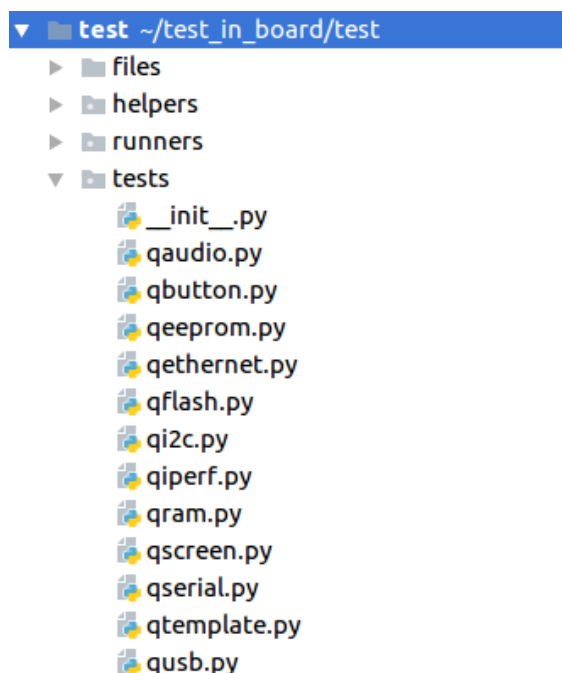 test ~/test_in_board/test
files
helpers
runners
tests
__init__.py
qaudio.py
qbutton.py
qeeprom.py
qethernet.py
qflash.py
qi2c.py
qiperf.py
qram.py
qscreen.py
qserial.py
qtemplate.py
qusb.py